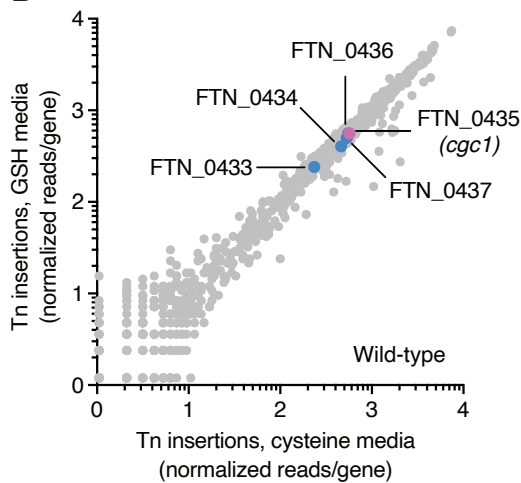 4
3
2
1
0
0
1
2
3
4
Tn insertions, GSH media
(normalized reads/gene)
FTN_0436
FTN_0434
FTN_0435
(cgc1)
FTN_0433
FTN_0437
Wild-type
Tn insertions, cysteine media
(normalized reads/gene)